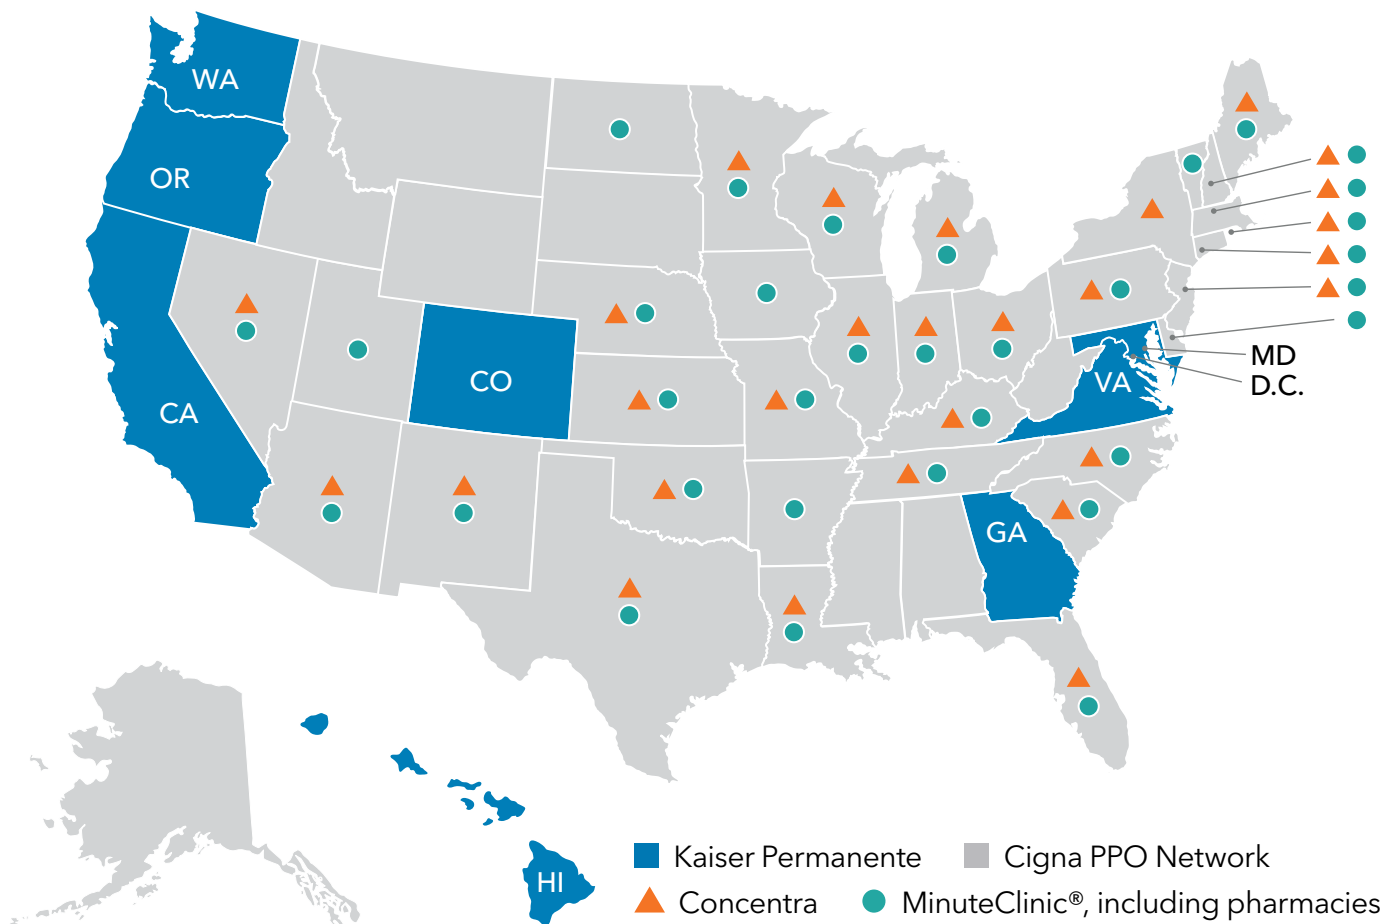 WA
OR
CO
MD
VA
D.C.
CA
GA
HI
Kaiser Permanente
Cigna PPO Network
Concentra
MinuteClinic®, including pharmacies